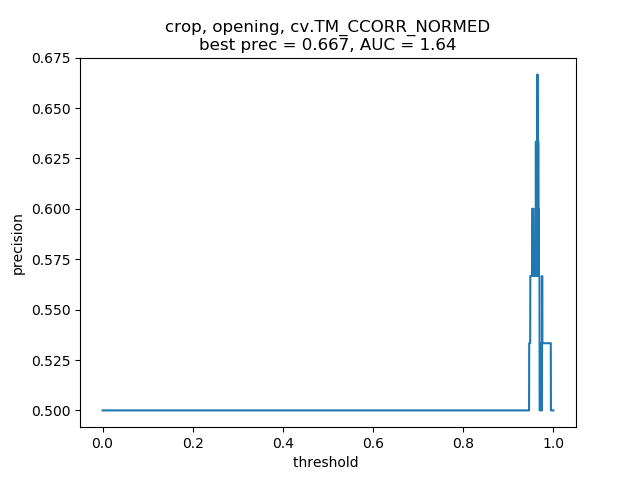 crop, opening, cv.TM_CCORR_NORMED
best prec = 0.667, AUC = 1.64
0.675
0.650
0.625
0.600
0.575
0.550
0.525
0.500
precision
0.0 0.2 0.4 0.6 0.8 1.0
threshold